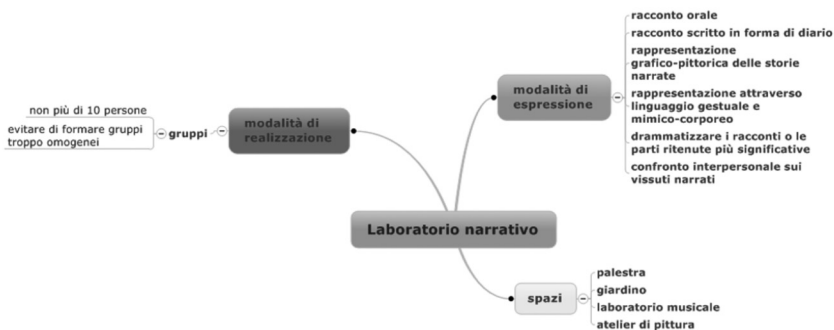 racconto orale
racconto scritto in forma di diario
rappresentazione
grafico-pittorica delle storie
narrate
modalità di
espressione
rappresentazione attraverso
linguaggio gestuale e
mimico-corporeo
drammatizzare i racconti o le
parti ritenute più significative
confronto interpersonale sui
vissuti narrati
non più di 10 persone
evitare di formare gruppi
troppo omogenei
gruppi
modalità di
realizzazione
Laboratorio narrativo
spazi
palestra
giardino
laboratorio musicale
atelier di pittura